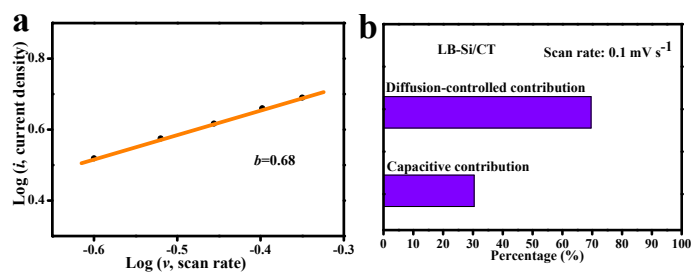 a
Log (i, current density)
0.8
0.6
0.4
b=0.68
-0.6 -0.5 -0.4 -0.3
Log (v, scan rate)
b
LB-Si/CT
Scan rate: 0.1 mV s-1
Diffusion-controlled contribution
Capacitive contribution
0 10 20 30 40 50 60 70 80 90 100
Percentage (%)